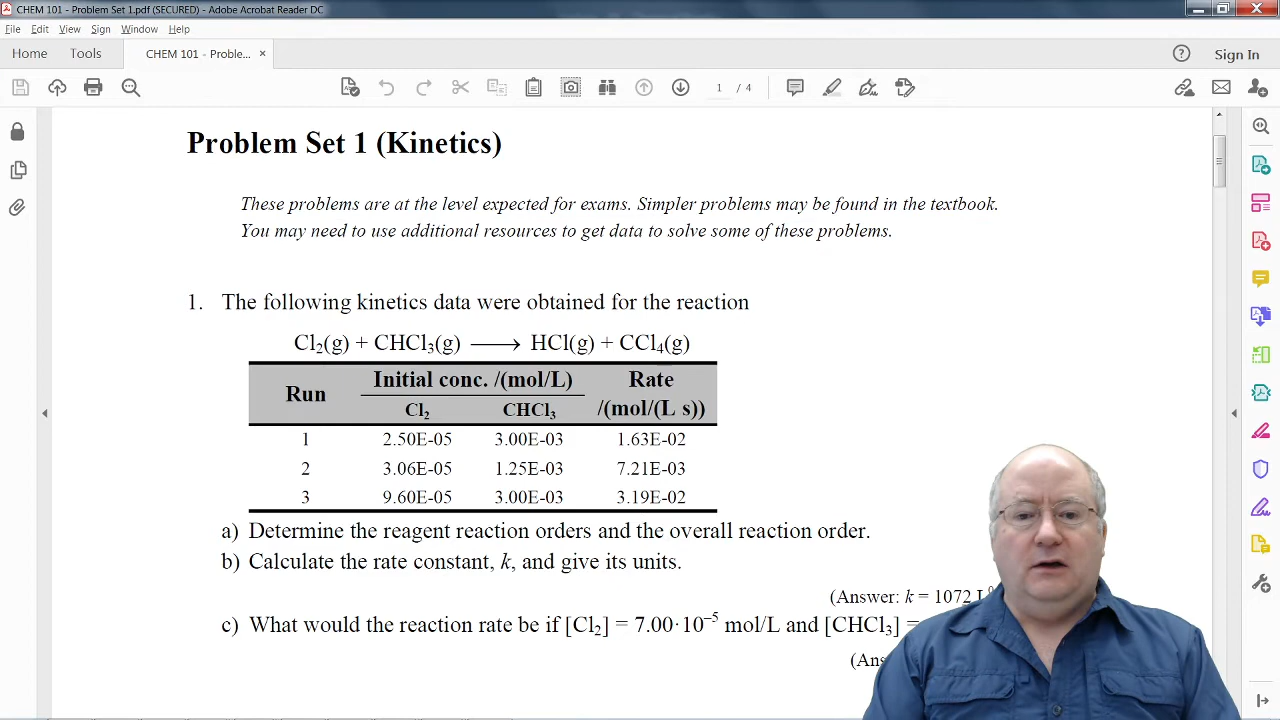 CHEM 101 - Problem Set 1.pdf (SECURED) - Adobe Acrobat Reader DC
File Edit View Sign Window Help
Home Tools CHEM 101 - Proble... × Sign In
1 / 4
Problem Set 1 (Kinetics)
These problems are at the level expected for exams. Simpler problems may be found in the textbook.
You may need to use additional resources to get data to solve some of these problems.
1. The following kinetics data were obtained for the reaction
Cl₂(g) + CHCl₃(g) ⟶ HCl(g) + CCl₄(g)
Run Initial conc. /(mol/L) Rate
Cl₂ CHCl₃ /(mol/(L s))
1 2.50E-05 3.00E-03 1.63E-02
2 3.06E-05 1.25E-03 7.21E-03
3 9.60E-05 3.00E-03 3.19E-02
a) Determine the reagent reaction orders and the overall reaction order.
b) Calculate the rate constant, k, and give its units.
(Answer: k = 1072 L
c) What would the reaction rate be if [Cl₂] = 7.00·10⁻⁵ mol/L and [CHCl₃] =